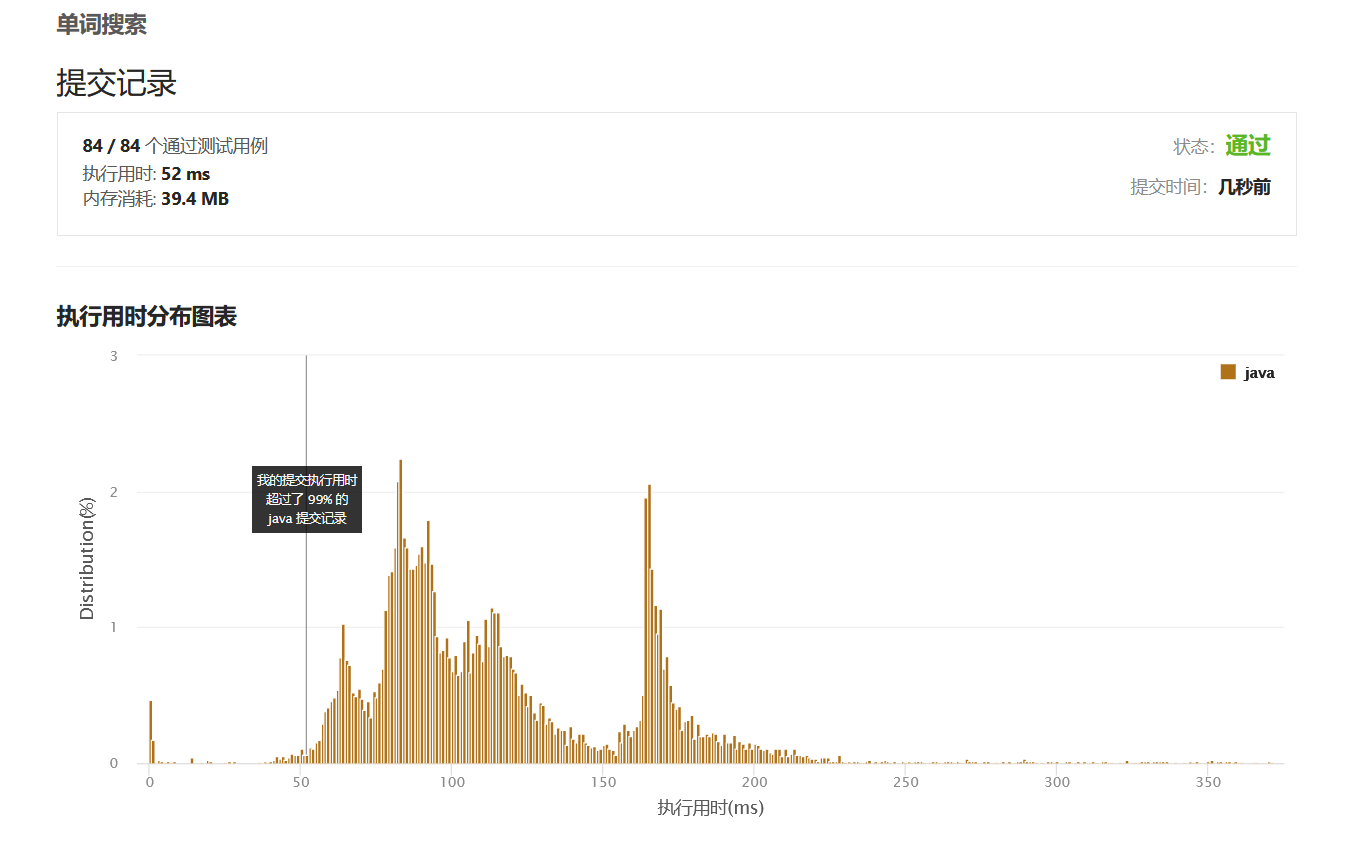 单词搜索
提交记录
84 / 84 个通过测试用例
状态：通过
执行用时: 52 ms
提交时间：几秒前
内存消耗: 39.4 MB
执行用时分布图表
java
3
2
1
0
Distribution(%)
我的提交执行用时
超过了 99% 的
java 提交记录
0 50 100 150 200 250 300 350
执行用时(ms)